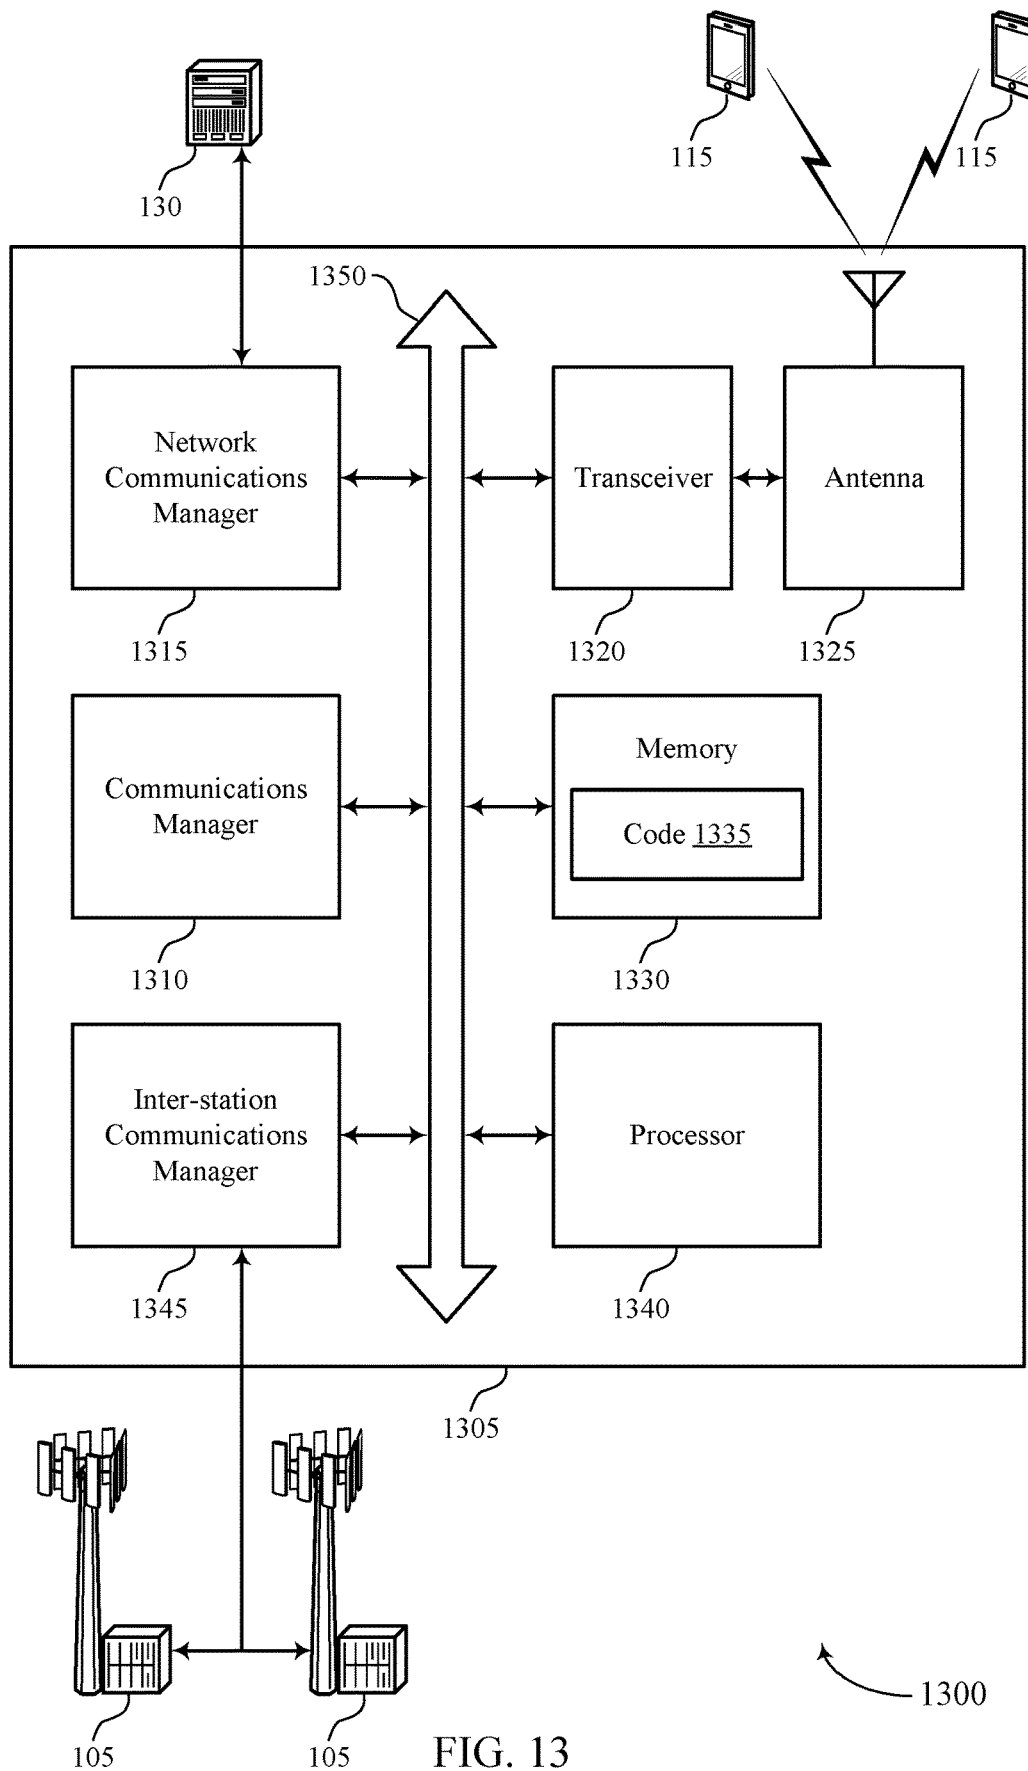 115
115
130
1350
Network
Communications
Manager
Transceiver
Antenna
1315
1320
1325
Communications
Manager
Memory
Code 1335
1310
1330
Inter-station
Communications
Manager
Processor
1345
1340
1305
1300
105
105
FIG. 13